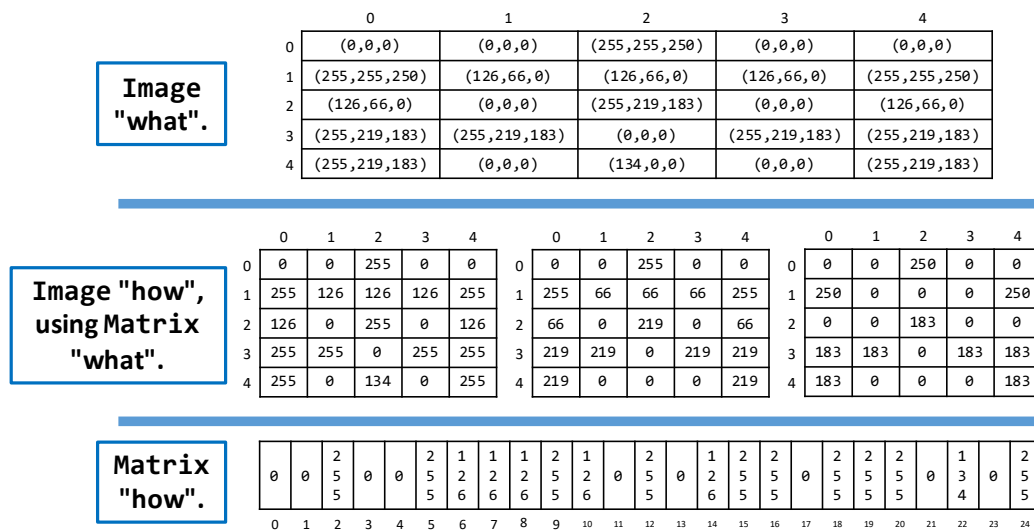 0 1 2 3 4
Image
"what".
0 (0,0,0) (0,0,0) (255,255,250) (0,0,0) (0,0,0)
1 (255,255,250) (126,66,0) (126,66,0) (126,66,0) (255,255,250)
2 (126,66,0) (0,0,0) (255,219,183) (0,0,0) (126,66,0)
3 (255,219,183) (255,219,183) (0,0,0) (255,219,183) (255,219,183)
4 (255,219,183) (0,0,0) (134,0,0) (0,0,0) (255,219,183)
Image "how",
using Matrix
"what".
0 1 2 3 4
0 0 0 255 0 0
1 255 126 126 126 255
2 126 0 255 0 126
3 255 255 0 255 255
4 255 0 134 0 255
0 1 2 3 4
0 0 0 255 0 0
1 255 66 66 66 255
2 66 0 219 0 66
3 219 219 0 219 219
4 219 0 0 0 219
0 1 2 3 4
0 0 0 250 0 0
1 250 0 0 0 250
2 0 0 183 0 0
3 183 183 0 183 183
4 183 0 0 0 183
Matrix
"how".
0 0 255 0 0 255 126 126 126 255 126 0 255 0 126 255 255 0 255 255 255 0 134 0 255
0 1 2 3 4 5 6 7 8 9 10 11 12 13 14 15 16 17 18 19 20 21 22 23 24